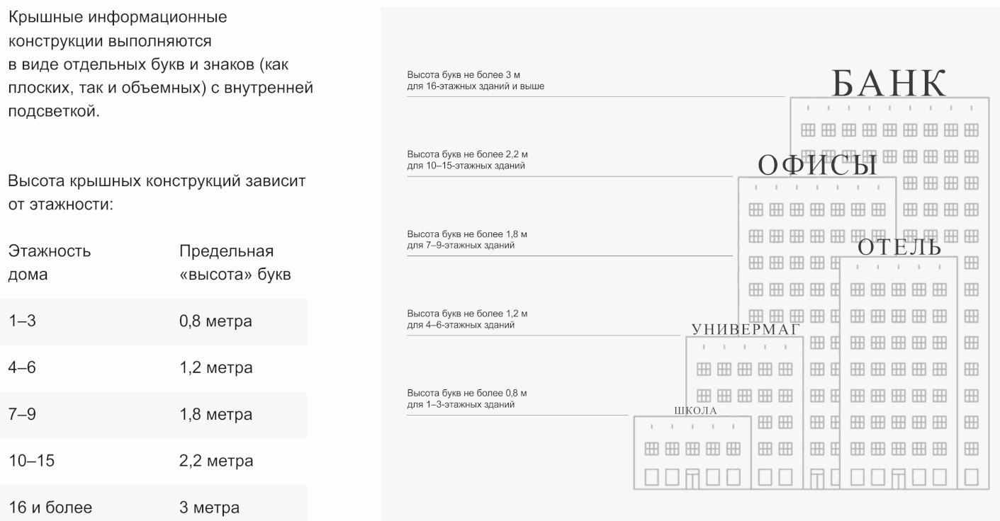 Крышные информационные
конструкции выполняются
в виде отдельных букв и знаков (как
плоских, так и объемных) с внутренней
подсветкой.
Высота крышных конструкций зависит
от этажности:
Этажность
дома
Предельная
«высота» букв
1–3
0,8 метра
4–6
1,2 метра
7–9
1,8 метра
10–15
2,2 метра
16 и более
3 метра
Высота букв не более 3 м
для 16-этажных зданий и выше
БАНК
Высота букв не более 2,2 м
для 10–15-этажных зданий
ОФИСЫ
Высота букв не более 1,8 м
для 7–9-этажных зданий
ОТЕЛЬ
Высота букв не более 1,2 м
для 4–6-этажных зданий
УНИВЕРМАГ
Высота букв не более 0,8 м
для 1–3-этажных зданий
ШКОЛА